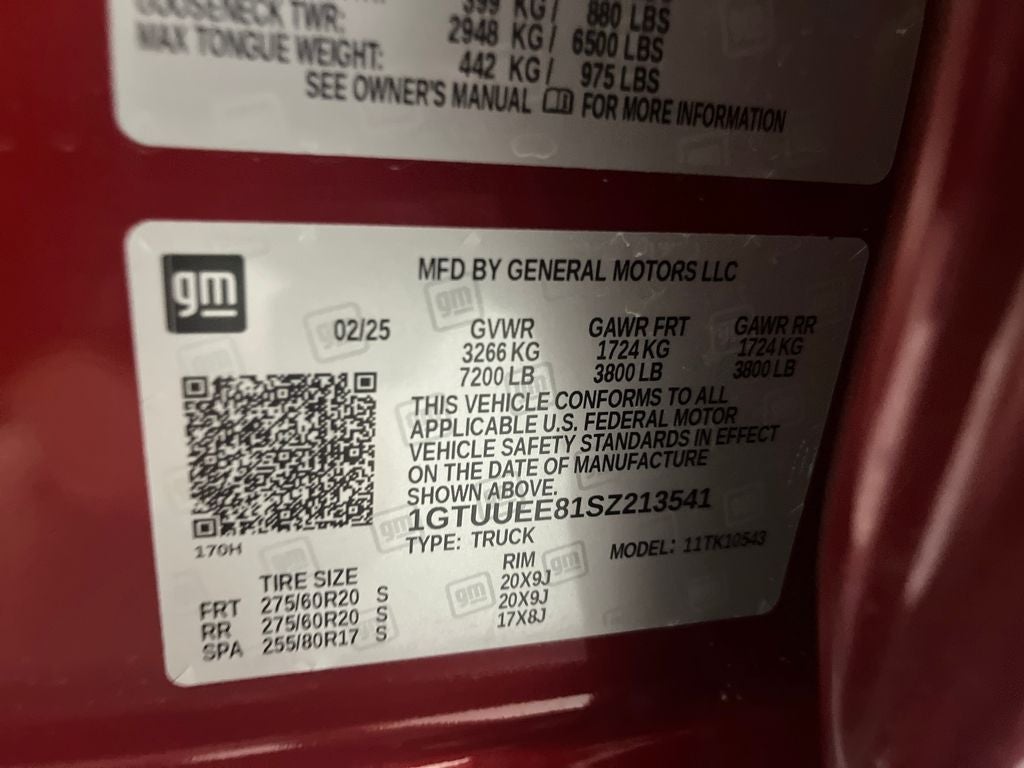 399 KG/ 880 LBS
GOOSENECK TWR: 2948 KG/ 6500 LBS
MAX TONGUE WEIGHT: 442 KG/ 975 LBS
SEE OWNER'S MANUAL FOR MORE INFORMATION
gm
MFD BY GENERAL MOTORS LLC
02/25 GVWR GAWR FRT GAWR RR
3266 KG 1724 KG 1724 KG
7200 LB 3800 LB 3800 LB
THIS VEHICLE CONFORMS TO ALL
APPLICABLE U.S. FEDERAL MOTOR
VEHICLE SAFETY STANDARDS IN EFFECT
ON THE DATE OF MANUFACTURE
SHOWN ABOVE.
1GTUUEE81SZ213541
TYPE: TRUCK MODEL: 11TK10543
170H
TIRE SIZE RIM
FRT 275/60R20 S 20X9J
RR 275/60R20 S 20X9J
SPA 255/80R17 S 17X8J